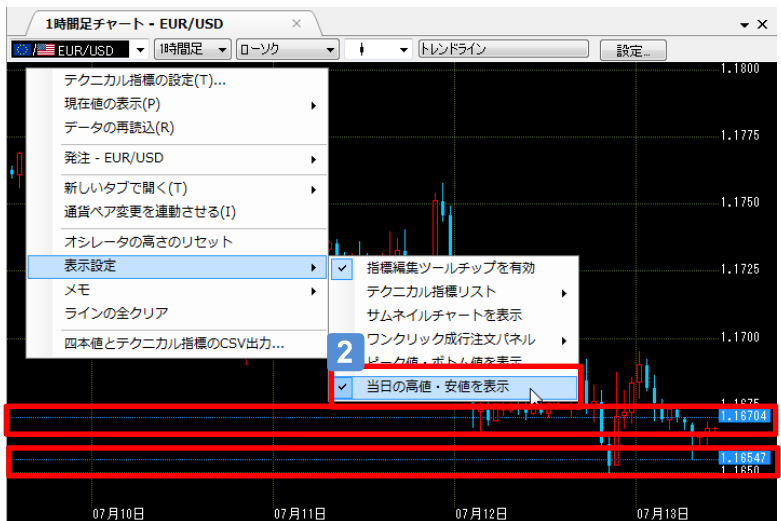 1時間足チャート - EUR/USD ×
EUR/USD 1時間足 ローソク トレンドライン 設定...
テクニカル指標の設定(T)...
現在値の表示(P)
データの再読込(R)
発注 - EUR/USD
新しいタブで開く(T)
通貨ペア変更を連動させる(I)
オシレータの高さのリセット
表示設定
メモ
ラインの全クリア
四本値とテクニカル指標のCSV出力...
指標編集ツールチップを有効
テクニカル指標リスト
サムネイルチャートを表示
ワンクリック成行注文パネル
2
ピーク値・ボトム値を表示
当日の高値・安値を表示
1.1800
1.1775
1.1750
1.1725
1.1700
1.1675
1.16704
1.16547
1.1650
07月10日
07月11日
07月12日
07月13日